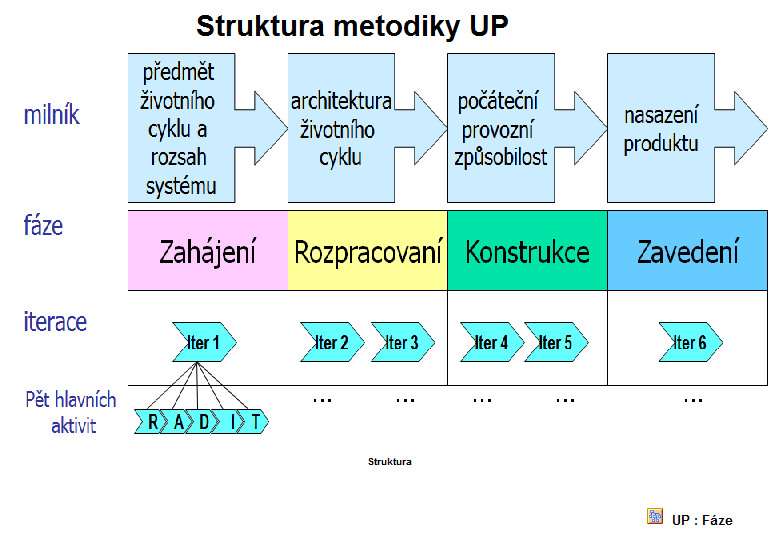 Struktura metodiky UP
milník
předmět
životního
cyklu a
rozsah
systému
architektura
životního
cyklu
počáteční
provozní
způsobilost
nasazení
produktu
fáze
Zahájení
Rozpracovaní
Konstrukce
Zavedení
iterace
Iter 1
Iter 2
Iter 3
Iter 4
Iter 5
Iter 6
Pět hlavních
aktivit
R A D I T
... ... ... ... ...
Struktura
UP : Fáze